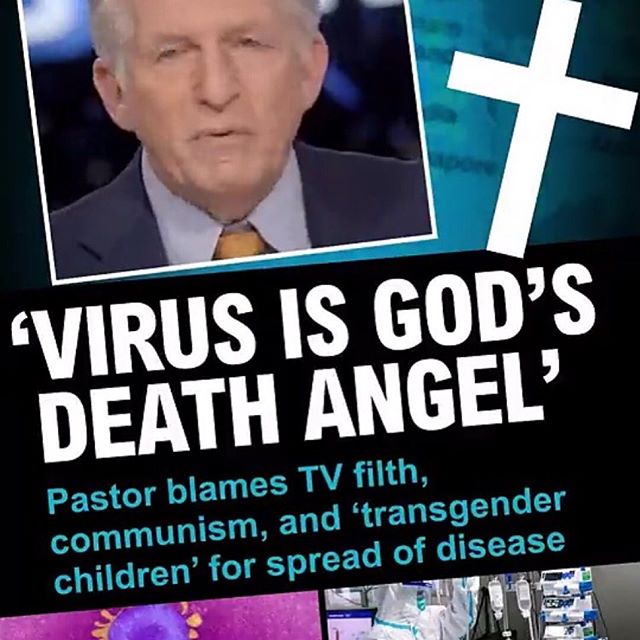 ‘VIRUS IS GOD’S
DEATH ANGEL’
Pastor blames TV filth,
communism, and ‘transgender
children’ for spread of disease